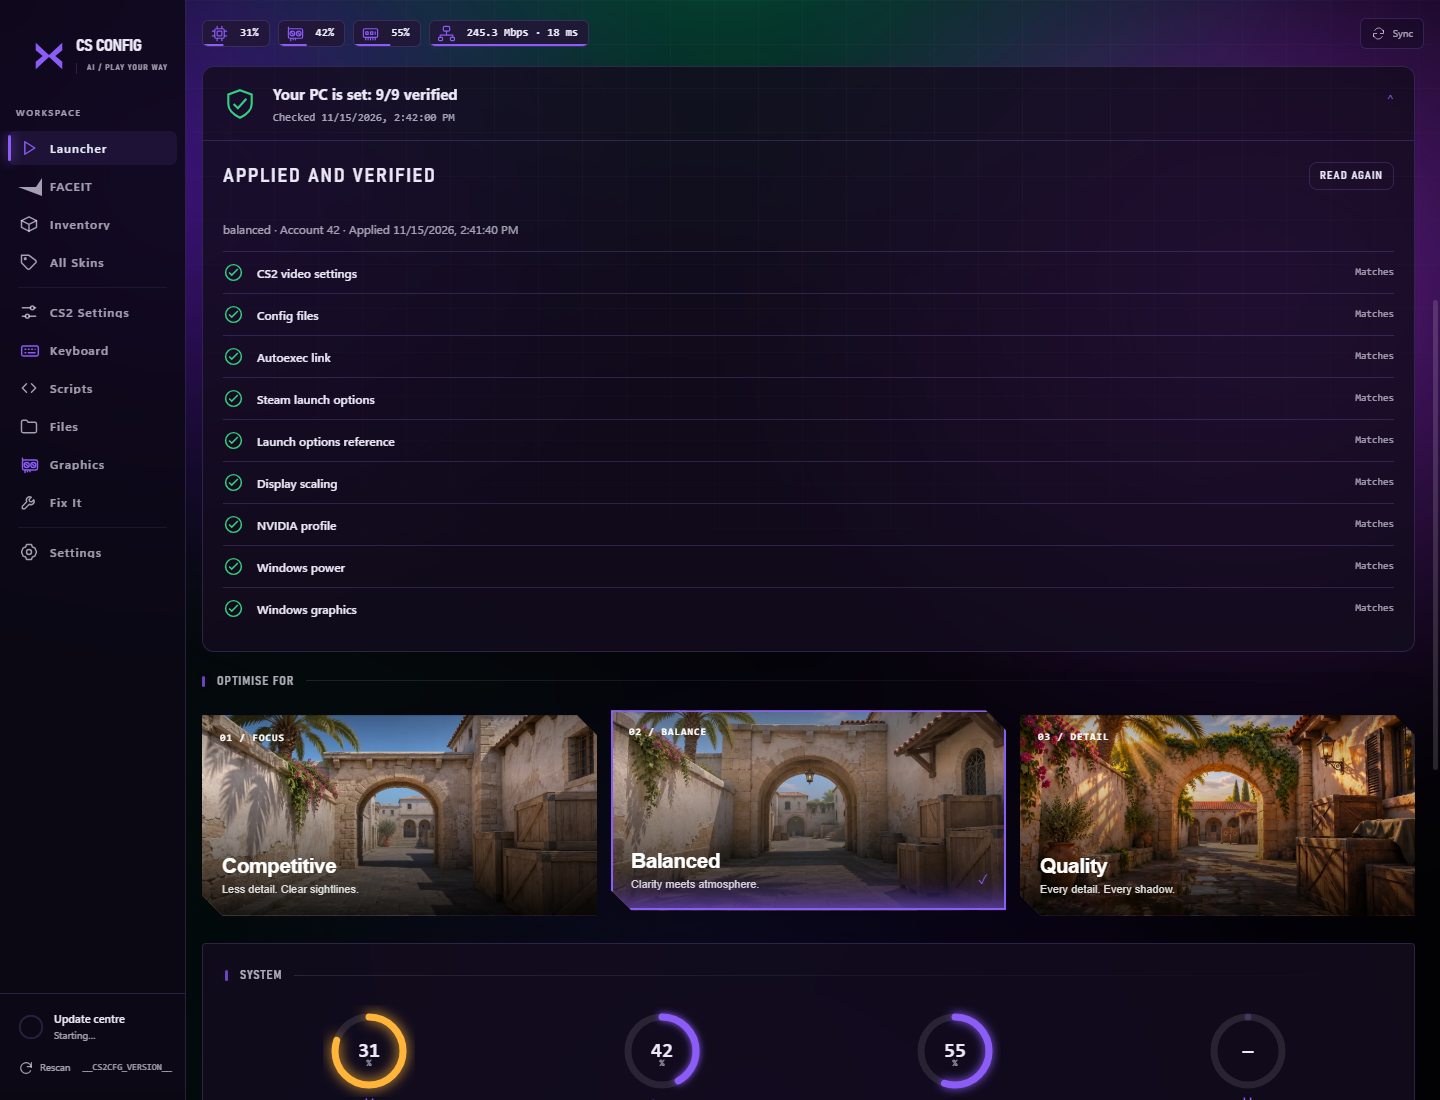 CS CONFIG
AI / PLAY YOUR WAY
WORKSPACE
Launcher
FACEIT
Inventory
All Skins
CS2 Settings
Keyboard
Scripts
Files
Graphics
Fix It
Settings
Update centre
Starting...
Rescan
__CS2CFG_VERSION__
31%
42%
55%
245.3 Mbps · 18 ms
Sync
Your PC is set: 9/9 verified
Checked 11/15/2026, 2:42:00 PM
APPLIED AND VERIFIED
READ AGAIN
balanced · Account 42 · Applied 11/15/2026, 2:41:40 PM
CS2 video settings Matches
Config files Matches
Autoexec link Matches
Steam launch options Matches
Launch options reference Matches
Display scaling Matches
NVIDIA profile Matches
Windows power Matches
Windows graphics Matches
OPTIMISE FOR
01 / FOCUS
Competitive
Less detail. Clear sightlines.
02 / BALANCE
Balanced
Clarity meets atmosphere.
03 / DETAIL
Quality
Every detail. Every shadow.
SYSTEM
31
%
42
%
55
%
—